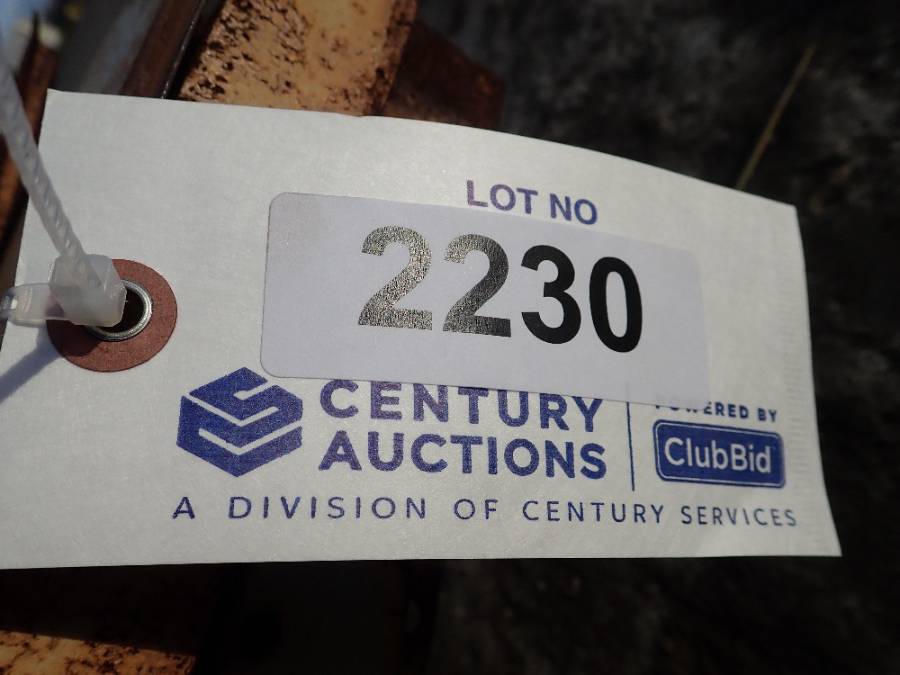 LOT NO
2230
CENTURY
AUCTIONS
POWERED BY
ClubBid
A DIVISION OF CENTURY SERVICES